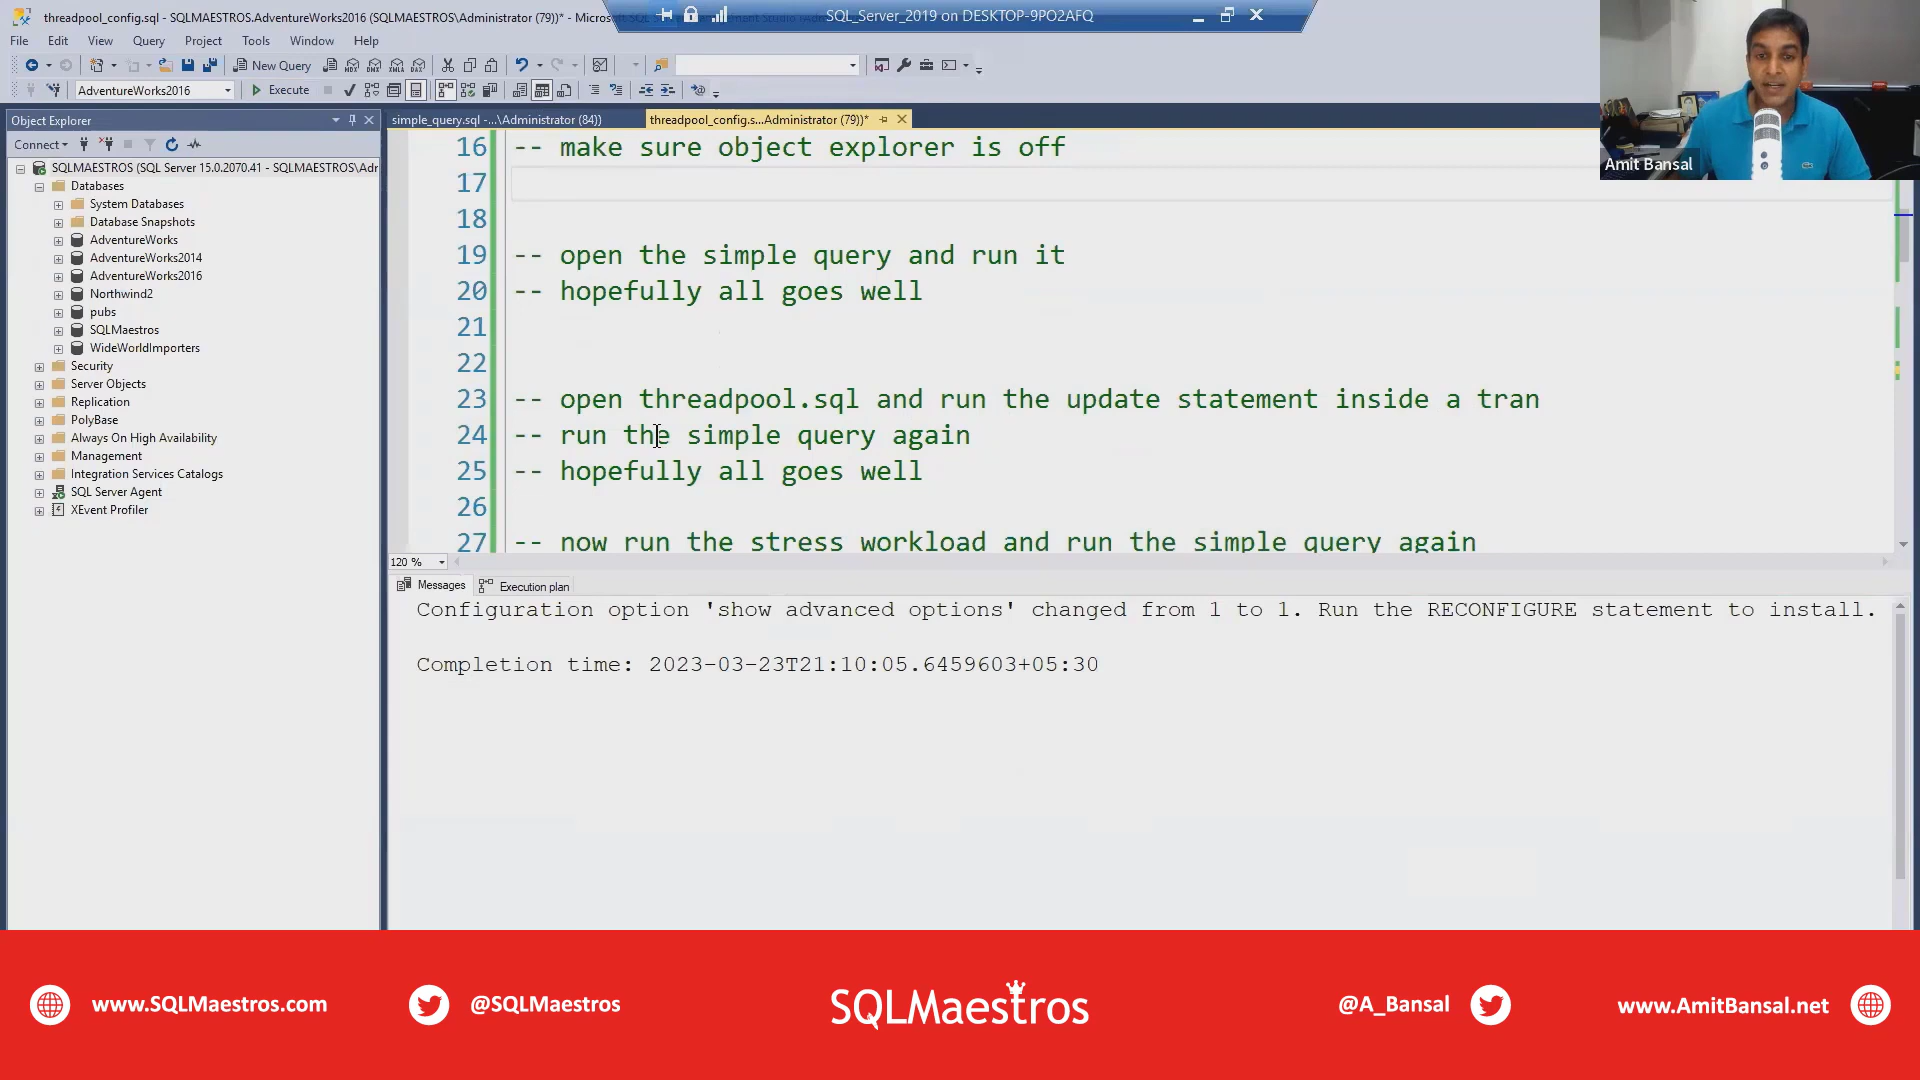 threadpool_config.sql - SQLMAESTROS.AdventureWorks2016 (SQLMAESTROS\Administrator (79))* - Micros
SQL_Server_2019 on DESKTOP-9PO2AFQ
File Edit View Query Project Tools Window Help
New Query
AdventureWorks2016
Execute
Amit Bansal
Object Explorer
simple_query.sql -...\Administrator (84))
threadpool_config.s...Administrator (79))*
Connect
SQLMAESTROS (SQL Server 15.0.2070.41 - SQLMAESTROS\Adr
Databases
System Databases
Database Snapshots
AdventureWorks
AdventureWorks2014
AdventureWorks2016
Northwind2
pubs
SQLMaestros
WideWorldImporters
Security
Server Objects
Replication
PolyBase
Always On High Availability
Management
Integration Services Catalogs
SQL Server Agent
XEvent Profiler
16 -- make sure object explorer is off
17
18
19 -- open the simple query and run it
20 -- hopefully all goes well
21
22
23 -- open threadpool.sql and run the update statement inside a tran
24 -- run the simple query again
25 -- hopefully all goes well
26
27 -- now run the stress workload and run the simple query again
120 %
Messages Execution plan
Configuration option 'show advanced options' changed from 1 to 1. Run the RECONFIGURE statement to install.
Completion time: 2023-03-23T21:10:05.6459603+05:30
www.SQLMaestros.com
@SQLMaestros
SQLMaestros
@A_Bansal
www.AmitBansal.net